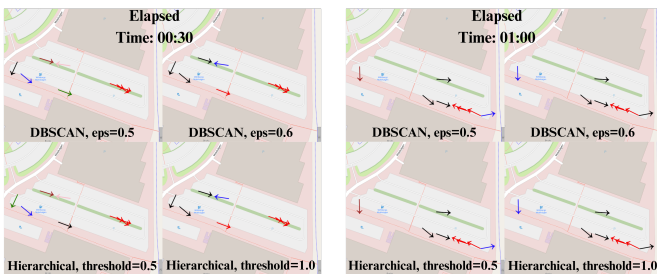 Elapsed
Time: 00:30
DBSCAN, eps=0.5
DBSCAN, eps=0.6
Hierarchical, threshold=0.5
Hierarchical, threshold=1.0
Elapsed
Time: 01:00
DBSCAN, eps=0.5
DBSCAN, eps=0.6
Hierarchical, threshold=0.5
Hierarchical, threshold=1.0